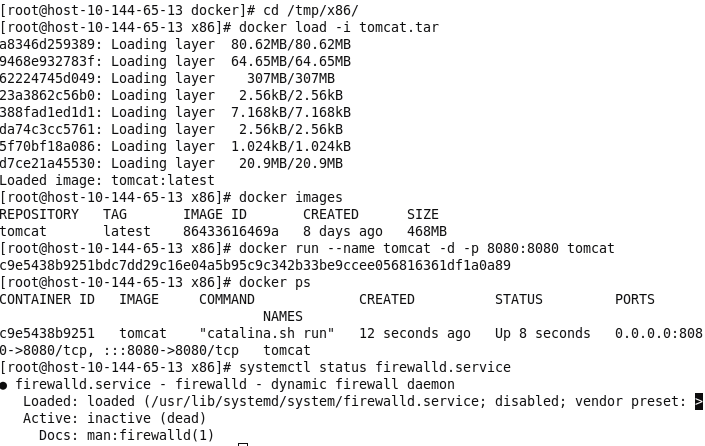 [root@host-10-144-65-13 docker]# cd /tmp/x86/
[root@host-10-144-65-13 x86]# docker load -i tomcat.tar
a8346d259389: Loading layer  80.62MB/80.62MB
9468e932783f: Loading layer  64.65MB/64.65MB
62224745d049: Loading layer    307MB/307MB
23a3862c56b0: Loading layer   2.56kB/2.56kB
388fad1ed1d1: Loading layer  7.168kB/7.168kB
da74c3cc5761: Loading layer   2.56kB/2.56kB
5f70bf18a086: Loading layer  1.024kB/1.024kB
d7ce21a45530: Loading layer   20.9MB/20.9MB
Loaded image: tomcat:latest
[root@host-10-144-65-13 x86]# docker images
REPOSITORY   TAG       IMAGE ID       CREATED      SIZE
tomcat       latest    86433616469a   8 days ago   468MB
[root@host-10-144-65-13 x86]# docker run --name tomcat -d -p 8080:8080 tomcat
c9e5438b9251bdc7dd29c16e04a5b95c9c342b33be9ccee056816361df1a0a89
[root@host-10-144-65-13 x86]# docker ps
CONTAINER ID   IMAGE     COMMAND             CREATED          STATUS         PORTS
                                 NAMES
c9e5438b9251   tomcat    "catalina.sh run"   12 seconds ago   Up 8 seconds   0.0.0.0:808
0->8080/tcp, :::8080->8080/tcp   tomcat
[root@host-10-144-65-13 x86]# systemctl status firewalld.service
● firewalld.service - firewalld - dynamic firewall daemon
   Loaded: loaded (/usr/lib/systemd/system/firewalld.service; disabled; vendor preset: >
   Active: inactive (dead)
     Docs: man:firewalld(1)